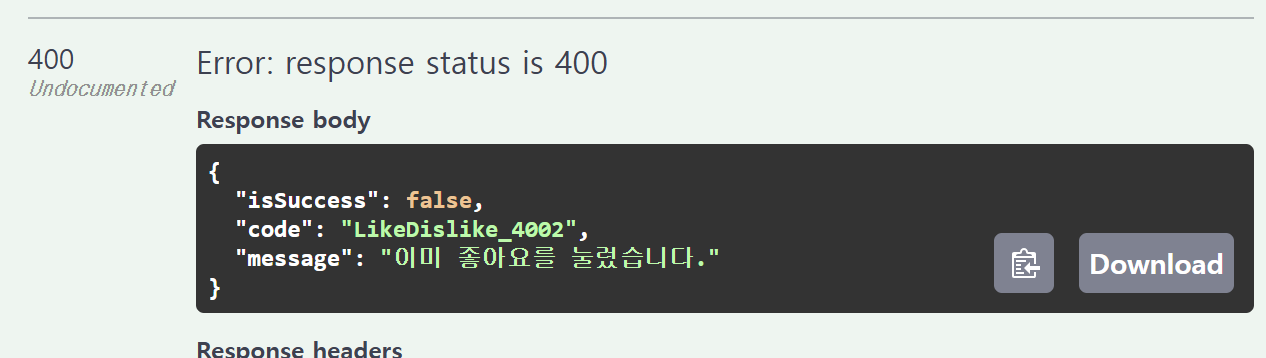 400
Undocumented
Error: response status is 400
Response body
{
  "isSuccess": false,
  "code": "LikeDislike_4002",
  "message": "이미 좋아요를 눌렀습니다."
}
Download
Response headers